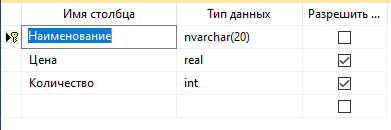 Имя столбца Тип данных Разрешить ...
Наименование nvarchar(20)
Цена real
Количество int